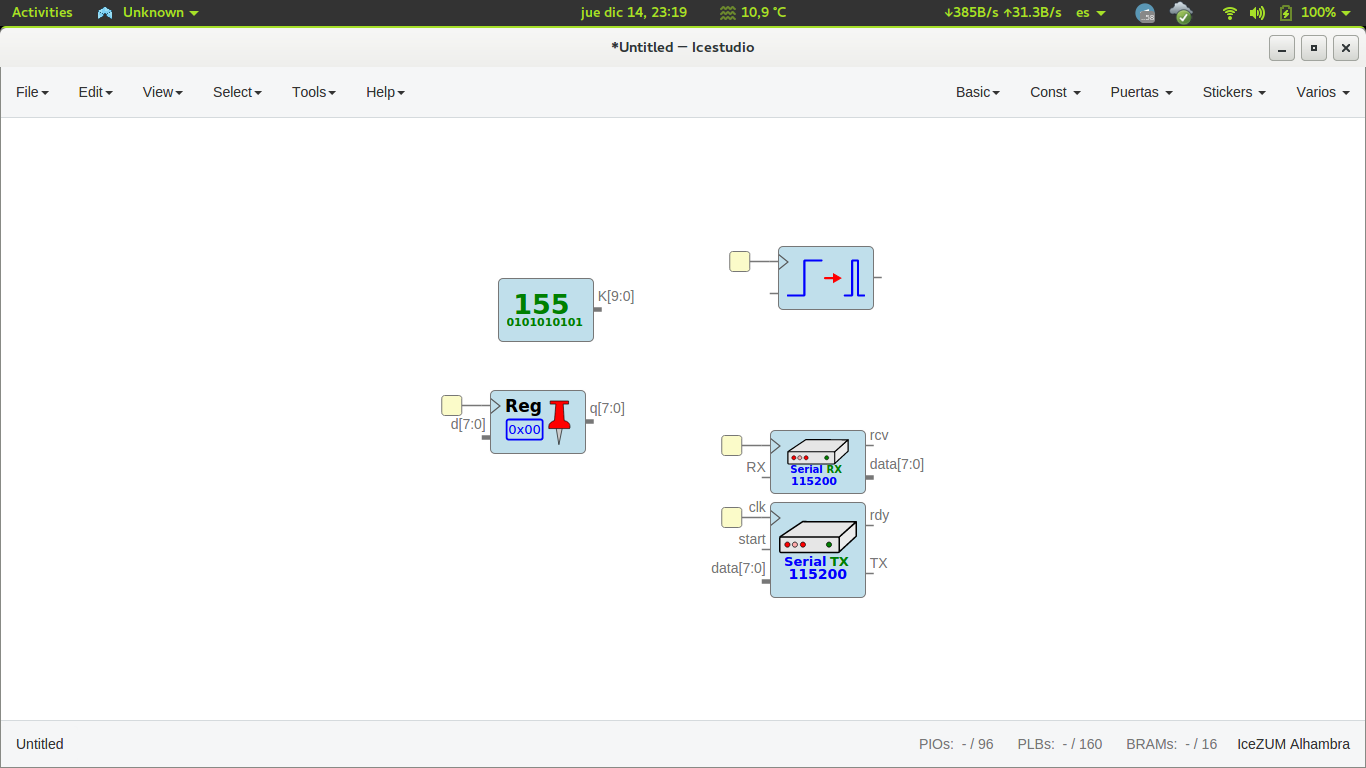 Activities Unknown jue dic 14, 23:19 10,9 °C ↓385B/s ↑31.3B/s es 100%
*Untitled — Icestudio
File Edit View Select Tools Help Basic Const Puertas Stickers Varios
155
0101010101
K[9:0]
Reg
0x00
d[7:0]
q[7:0]
RX
Serial RX
115200
rcv
data[7:0]
clk
start
data[7:0]
Serial TX
115200
rdy
TX
Untitled PIOs: - / 96 PLBs: - / 160 BRAMs: - / 16 IceZUM Alhambra